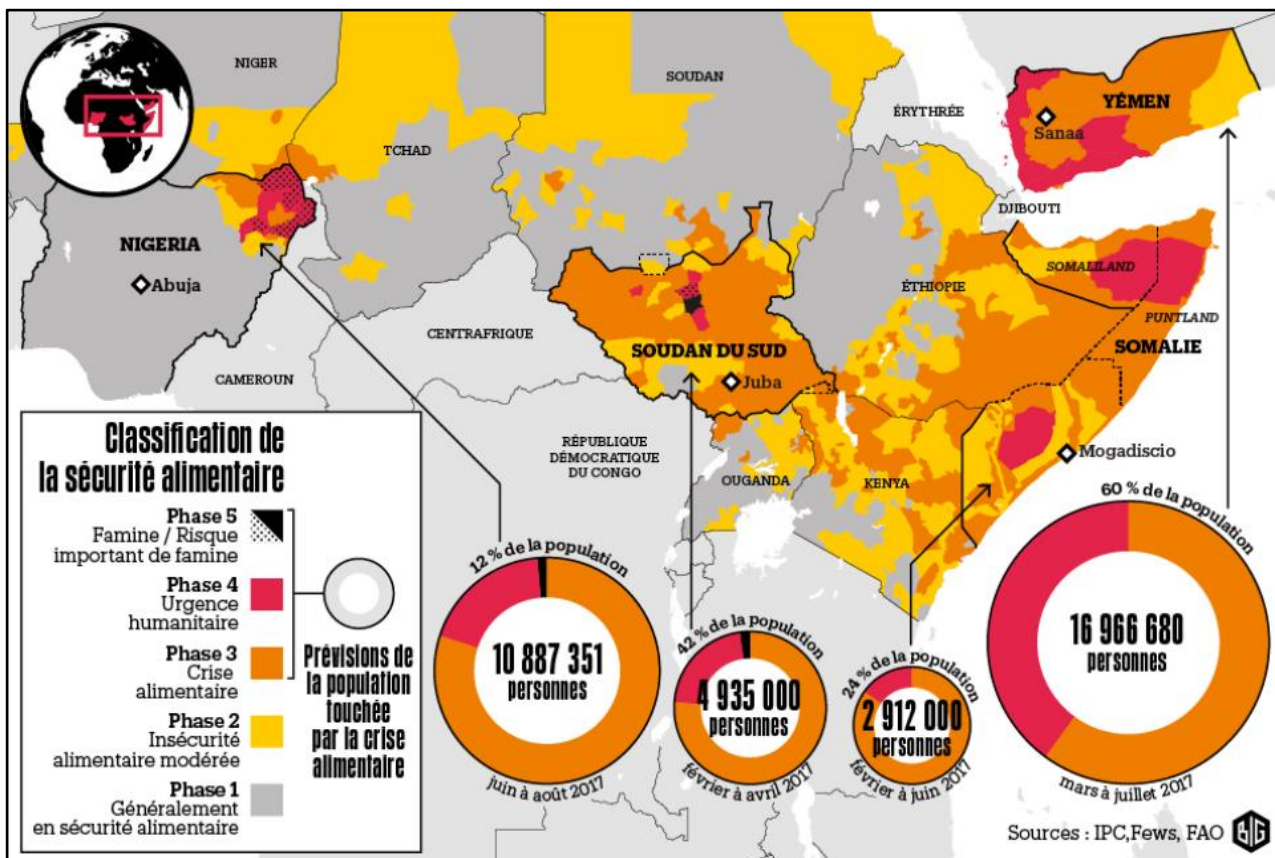 NIGER
SOUDAN
TCHAD
ÉRYTHRÉE
YÉMEN
Sanaa
DJIBOUTI
NIGERIA
Abuja
SOMALILAND
ÉTHIOPIE
PUNTLAND
CENTRAFRIQUE
SOUDAN DU SUD
SOMALIE
CAMEROUN
Juba
RÉPUBLIQUE
DÉMOCRATIQUE
DU CONGO
OUGANDA
KENYA
Mogadiscio
Classification de
la sécurité alimentaire
Phase 5
Famine / Risque
important de famine
Phase 4
Urgence
humanitaire
Phase 3
Crise
alimentaire
Phase 2
Insécurité
alimentaire modérée
Phase 1
Généralement
en sécurité alimentaire
Prévisions de
la population
touchée
par la crise
alimentaire
12 % de la population
10 887 351
personnes
juin à août 2017
42 % de la population
4 935 000
personnes
février à avril 2017
24 % de la population
2 912 000
personnes
février à juin 2017
60 % de la population
16 966 680
personnes
mars à juillet 2017
Sources : IPC,Fews, FAO
BIG